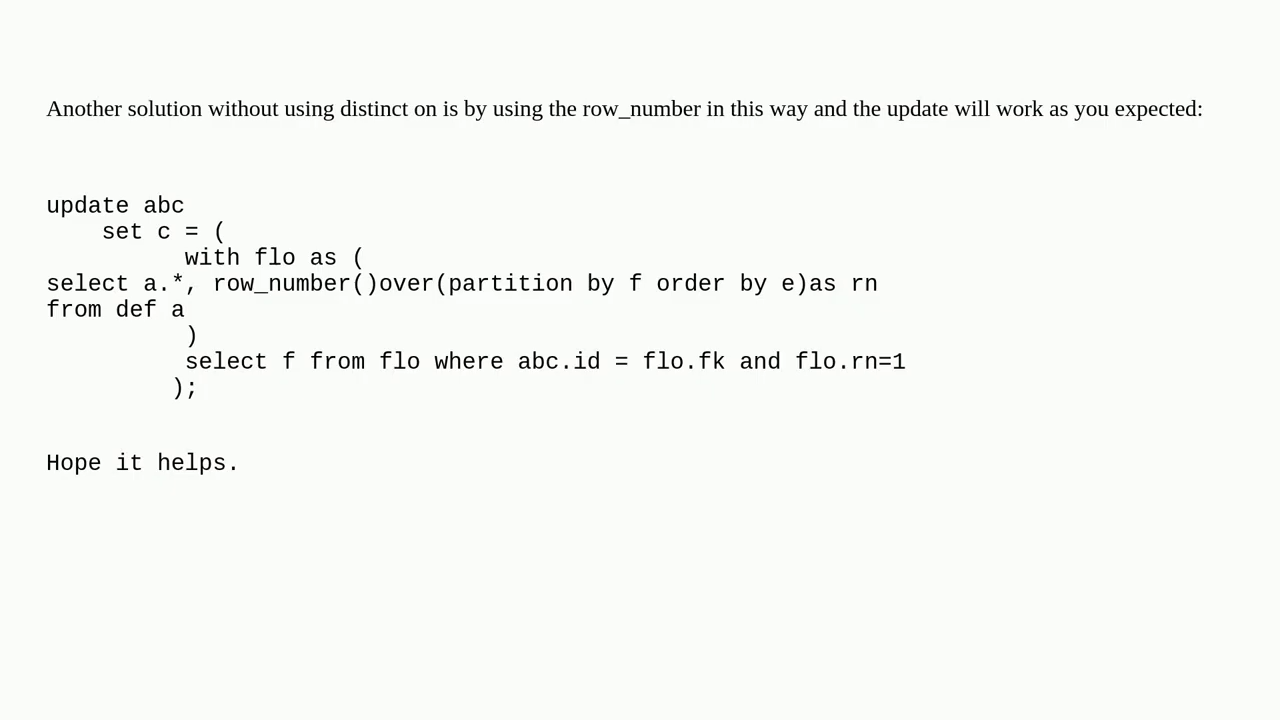 Another solution without using distinct on is by using the row_number in this way and the update will work as you expected:
update abc
    set c = (
          with flo as (
select a.*, row_number()over(partition by f order by e)as rn
from def a
          )
          select f from flo where abc.id = flo.fk and flo.rn=1
         );
Hope it helps.